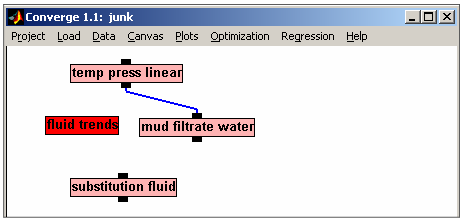 Converge 1.1: junk
Project Load Data Canvas Plots Optimization Regression Help
temp press linear
fluid trends
mud filtrate water
substitution fluid